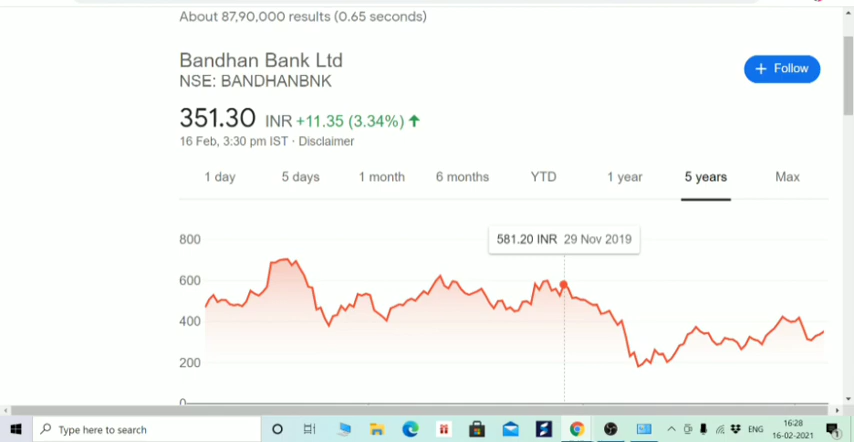 About 87,90,000 results (0.65 seconds)
Bandhan Bank Ltd
NSE: BANDHANBNK
+ Follow
351.30 INR +11.35 (3.34%) ↑
16 Feb, 3:30 pm IST · Disclaimer
1 day 5 days 1 month 6 months YTD 1 year 5 years Max
581.20 INR 29 Nov 2019
800
600
400
200
0
Type here to search
ENG
16:28
16-02-2021
1